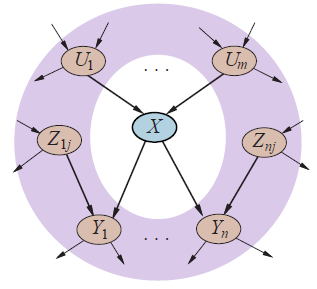 U1 . . . Um
X
Z1j Znj
Y1 . . . Yn